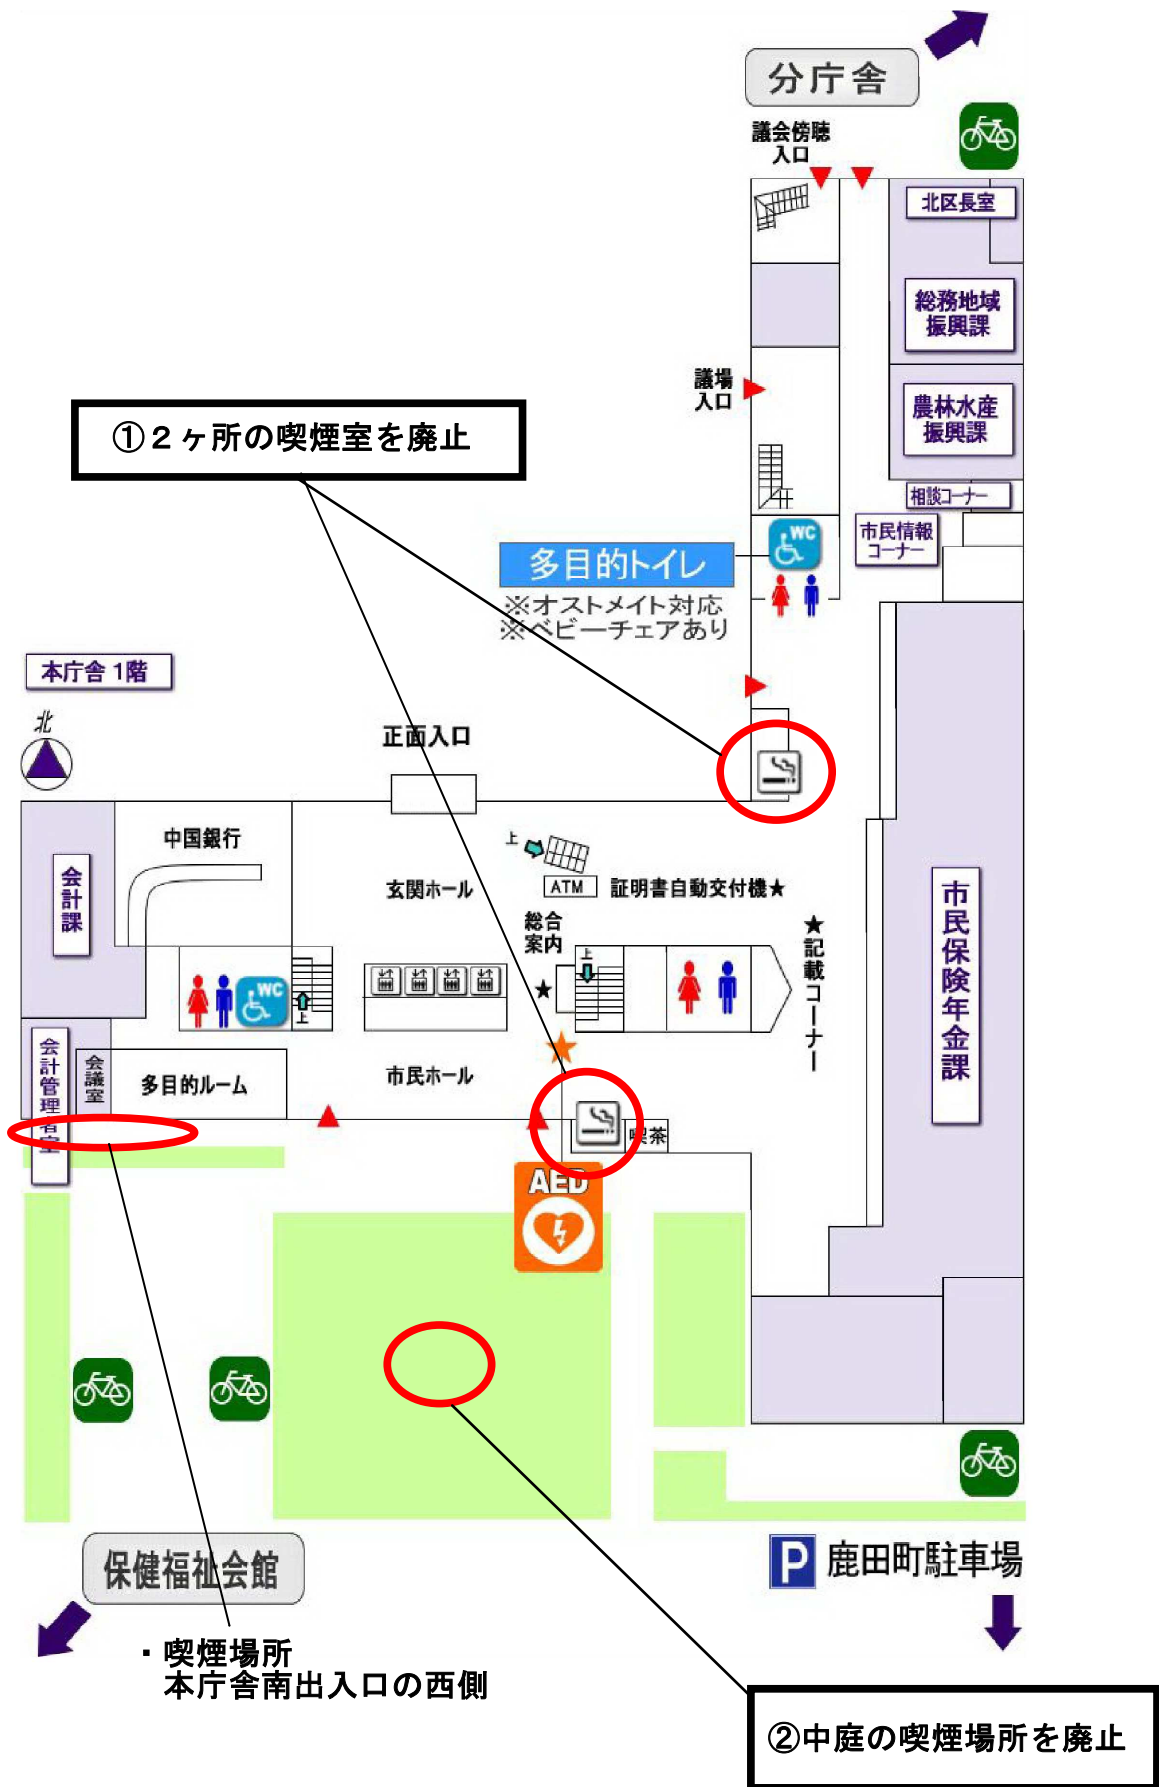 分庁舎
議会傍聴
入口
北区長室
総務地域
振興課
議場
入口
農林水産
振興課
①２ヶ所の喫煙室を廃止
相談コーナー
市民情報
コーナー
WC
多目的トイレ
※オストメイト対応
※ベビーチェアあり
本庁舎 1階
北
正面入口
中国銀行
上
会計課
玄関ホール
ATM
証明書自動交付機★
総合
案内
★
上
★記載コーナー
市民保険年金課
WC
上
会計管理者室
会議室
多目的ルーム
市民ホール
喫茶
AED
保健福祉会館
P 鹿田町駐車場
・喫煙場所
本庁舎南出入口の西側
②中庭の喫煙場所を廃止